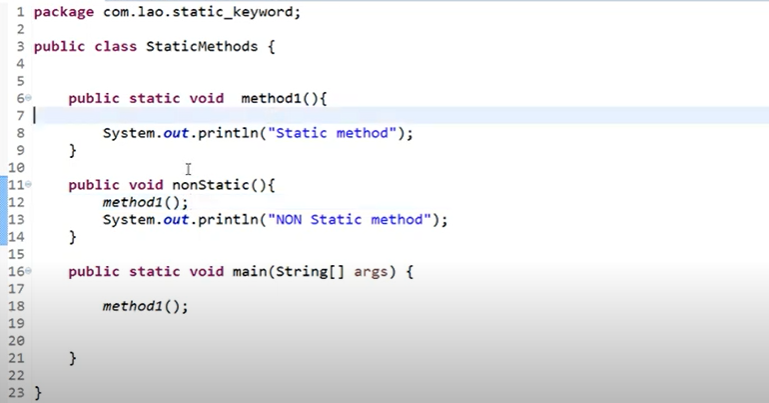 1 package com.lao.static_keyword;
2
3 public class StaticMethods {
4
5
6 public static void  method1(){
7
8 System.out.println("Static method");
9 }
10
11 public void nonStatic(){
12 method1();
13 System.out.println("NON Static method");
14 }
15
16 public static void main(String[] args) {
17
18 method1();
19
20
21 }
22
23 }